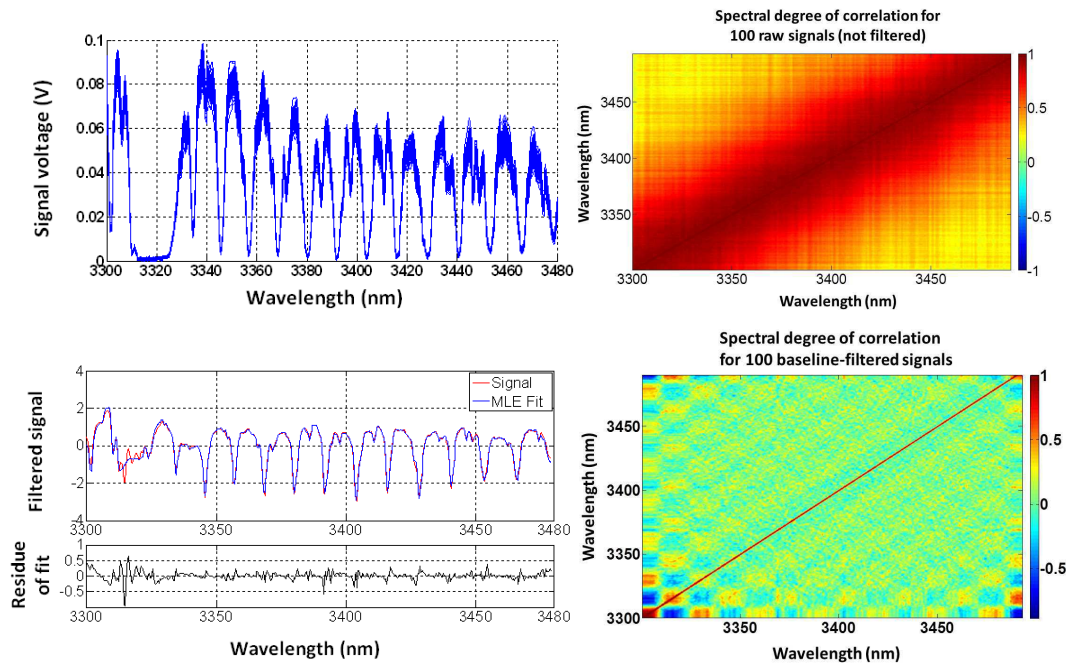 0.1
0.08
0.06
0.04
0.02
0
Signal voltage (V)
3300 3320 3340 3360 3380 3400 3420 3440 3460 3480
Wavelength (nm)
Spectral degree of correlation for
100 raw signals (not filtered)
3450
3400
3350
Wavelength (nm)
3300 3350 3400 3450
Wavelength (nm)
1
0.5
0
-0.5
-1
4
2
0
-2
-4
Filtered signal
Signal
MLE Fit
3300 3350 3400 3450 3480
0.5
0
-0.5
Residue
of fit
3300 3350 3400 3450 3480
Wavelength (nm)
Spectral degree of correlation
for 100 baseline-filtered signals
3450
3400
3350
3300
Wavelength (nm)
3350 3400 3450
Wavelength (nm)
1
0.5
0
-0.5